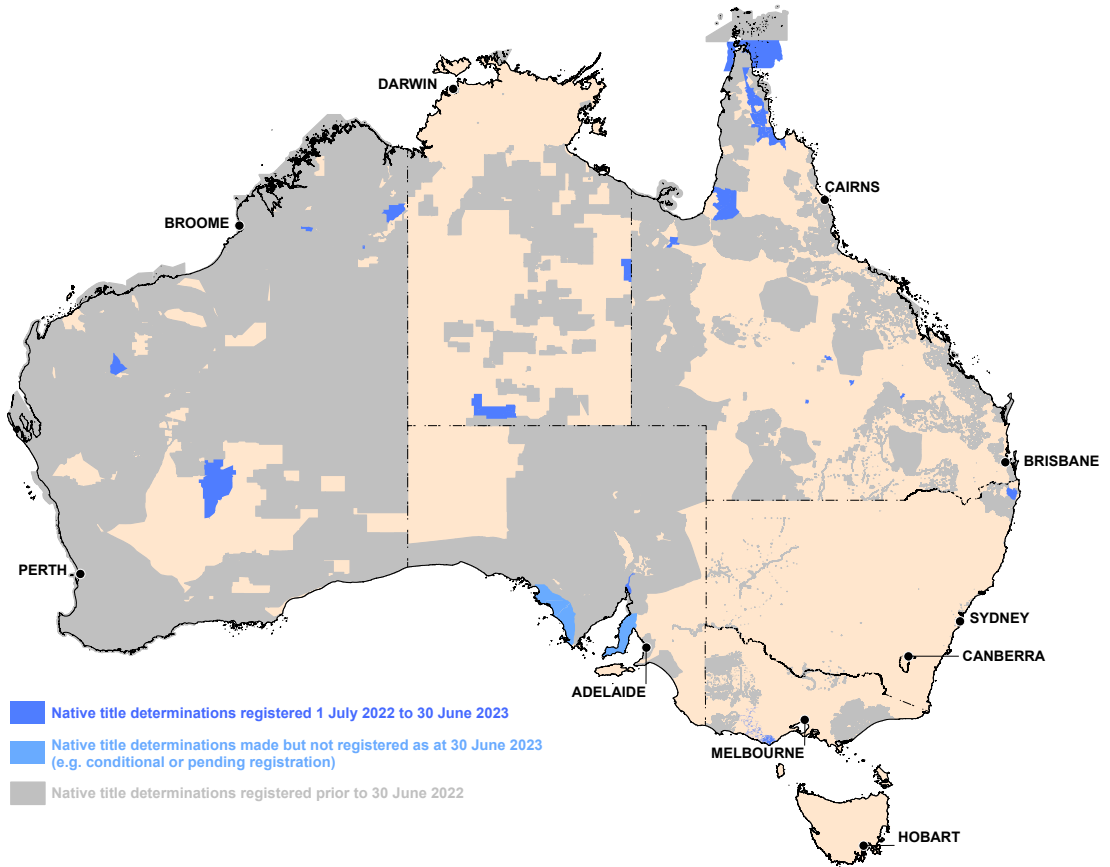 DARWIN
CAIRNS
BROOME
BRISBANE
PERTH
SYDNEY
CANBERRA
ADELAIDE
Native title determinations registered 1 July 2022 to 30 June 2023
Native title determinations made but not registered as at 30 June 2023
(e.g. conditional or pending registration)
MELBOURNE
Native title determinations registered prior to 30 June 2022
HOBART